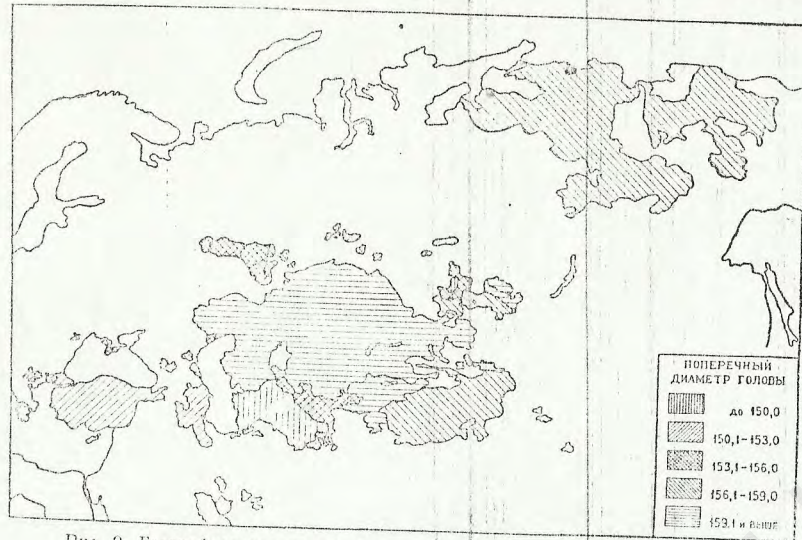 ПОПЕРЕЧНЫЙ
ДИАМЕТР ГОЛОВЫ
до 150,0
150,1-153,0
153,1-156,0
156,1-159,0
159,1 и выше
Рис.